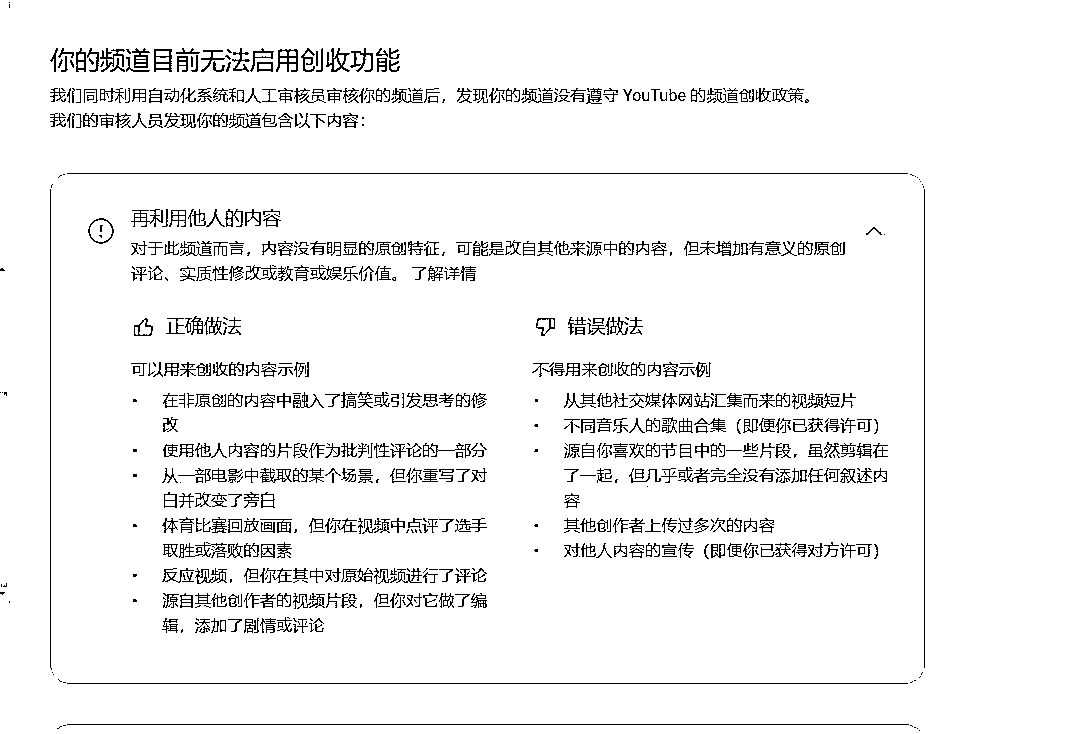 你的频道目前无法启用创收功能
我们同时利用自动化系统和人工审核员审核你的频道后，发现你的频道没有遵守 YouTube 的频道创收政策。
我们的审核人员发现你的频道包含以下内容：
再利用他人的内容
对于此频道而言，内容没有明显的原创特征，可能是改自其他来源中的内容，但未增加有意义的原创
评论、实质性修改或教育或娱乐价值。 了解详情
正确做法
可以用来创收的内容示例
• 在非原创的内容中融入了搞笑或引发思考的修
改
• 使用他人内容的片段作为批判性评论的一部分
• 从一部电影中截取的某个场景，但你重写了对
白并改变了旁白
• 体育比赛回放画面，但你在视频中点评了选手
取胜或落败的因素
• 反应视频，但你在其中对原始视频进行了评论
• 源自其他创作者的视频片段，但你对它做了编
辑，添加了剧情或评论
错误做法
不得用来创收的内容示例
• 从其他社交媒体网站汇集而来的视频短片
• 不同音乐人的歌曲合集（即便你已获得许可）
• 源自你喜欢的节目中的一些片段，虽然剪辑在
了一起，但几乎或者完全没有添加任何叙述内
容
• 其他创作者上传过多次的内容
• 对他人内容的宣传（即便你已获得对方许可）